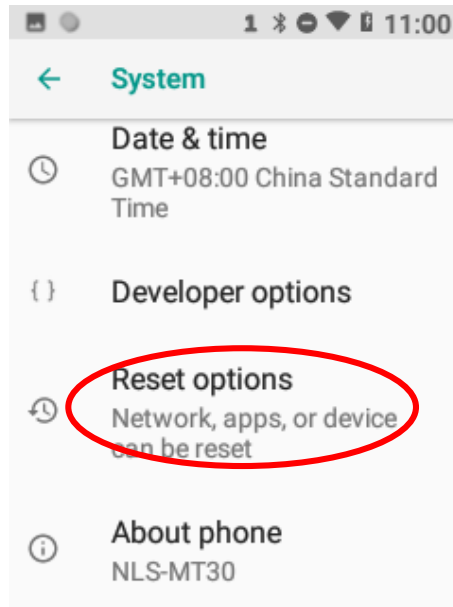 1 11:00
System
Date & time
GMT+08:00 China Standard
Time
{ } Developer options
Reset options
Network, apps, or device
can be reset
About phone
NLS-MT30